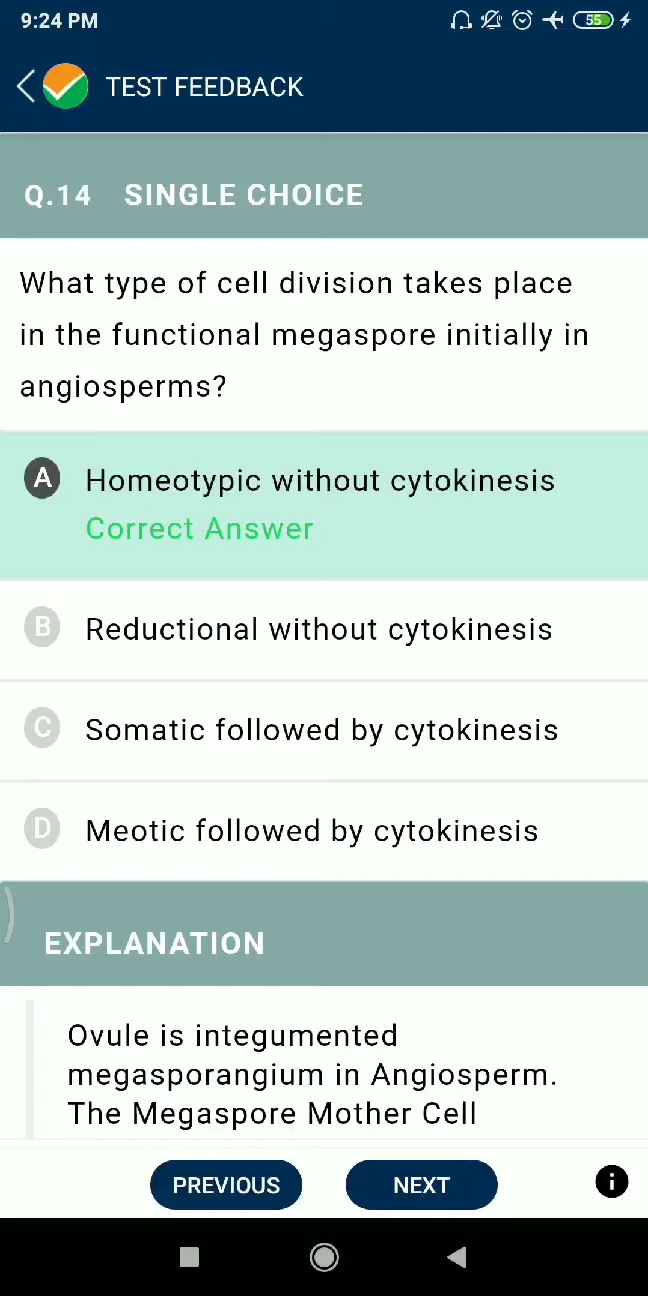 9:24 PM
55
TEST FEEDBACK
Q.14 SINGLE CHOICE
What type of cell division takes place
in the functional megaspore initially in
angiosperms?
A Homeotypic without cytokinesis
Correct Answer
B Reductional without cytokinesis
C Somatic followed by cytokinesis
D Meotic followed by cytokinesis
EXPLANATION
Ovule is integumented
megasporangium in Angiosperm.
The Megaspore Mother Cell
PREVIOUS NEXT